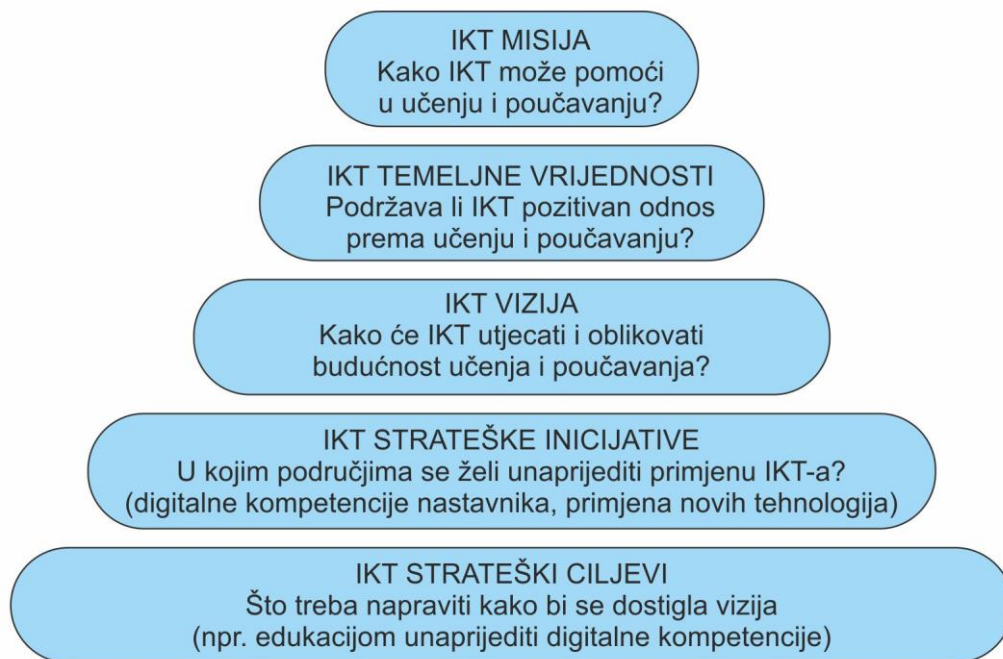 IKT MISIJA
Kako IKT može pomoći
u učenju i poučavanju?
IKT TEMELJNE VRIJEDNOSTI
Podržava li IKT pozitivan odnos
prema učenju i poučavanju?
IKT VIZIJA
Kako će IKT utjecati i oblikovati
budućnost učenja i poučavanja?
IKT STRATEŠKE INICIJATIVE
U kojim područjima se želi unaprijediti primjenu IKT-a?
(digitalne kompetencije nastavnika, primjena novih tehnologija)
IKT STRATEŠKI CILJEVI
Što treba napraviti kako bi se dostigla vizija
(npr. edukacijom unaprijediti digitalne kompetencije)